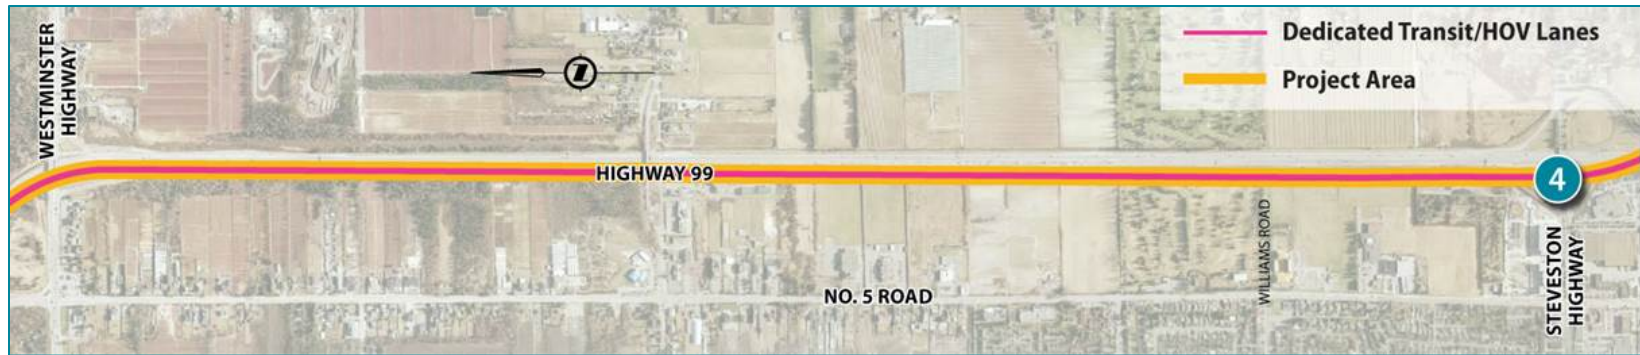 WESTMINSTER
HIGHWAY
Dedicated Transit/HOV Lanes
Project Area
HIGHWAY 99
4
NO. 5 ROAD
WILLIAMS ROAD
STEVESTON
HIGHWAY